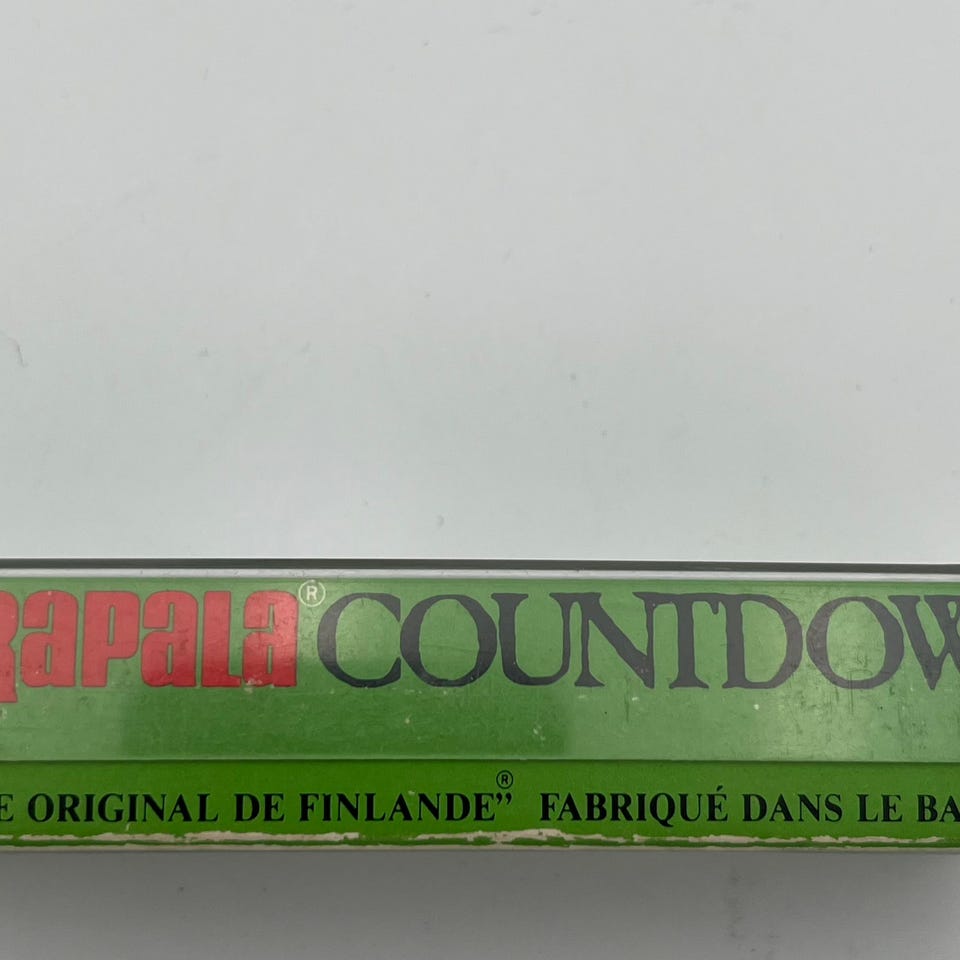 RAPALA® COUNTDOW
E ORIGINAL DE FINLANDE”® FABRIQUÉ DANS LE BA